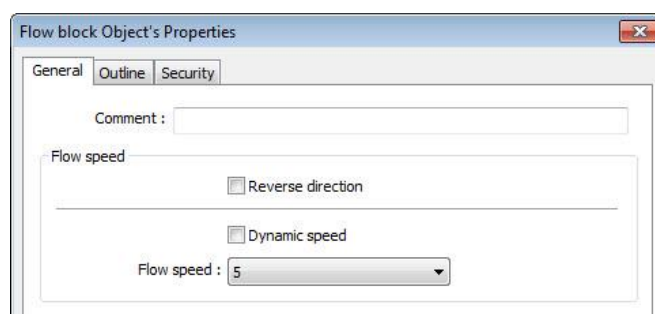 Flow block Object's Properties
General Outline Security
Comment :
Flow speed
Reverse direction
Dynamic speed
Flow speed : 5